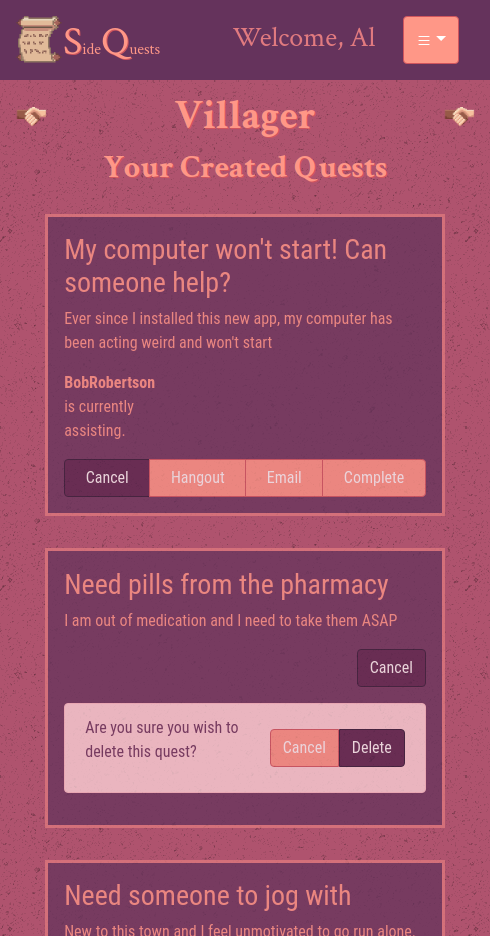 SideQuests
Welcome, Al
Villager
Your Created Quests
My computer won't start! Can
someone help?
Ever since I installed this new app, my computer has
been acting weird and won't start
BobRobertson
is currently
assisting.
Cancel Hangout Email Complete
Need pills from the pharmacy
I am out of medication and I need to take them ASAP
Cancel
Are you sure you wish to
delete this quest?
Cancel Delete
Need someone to jog with
New to this town and I feel unmotivated to go run alone.